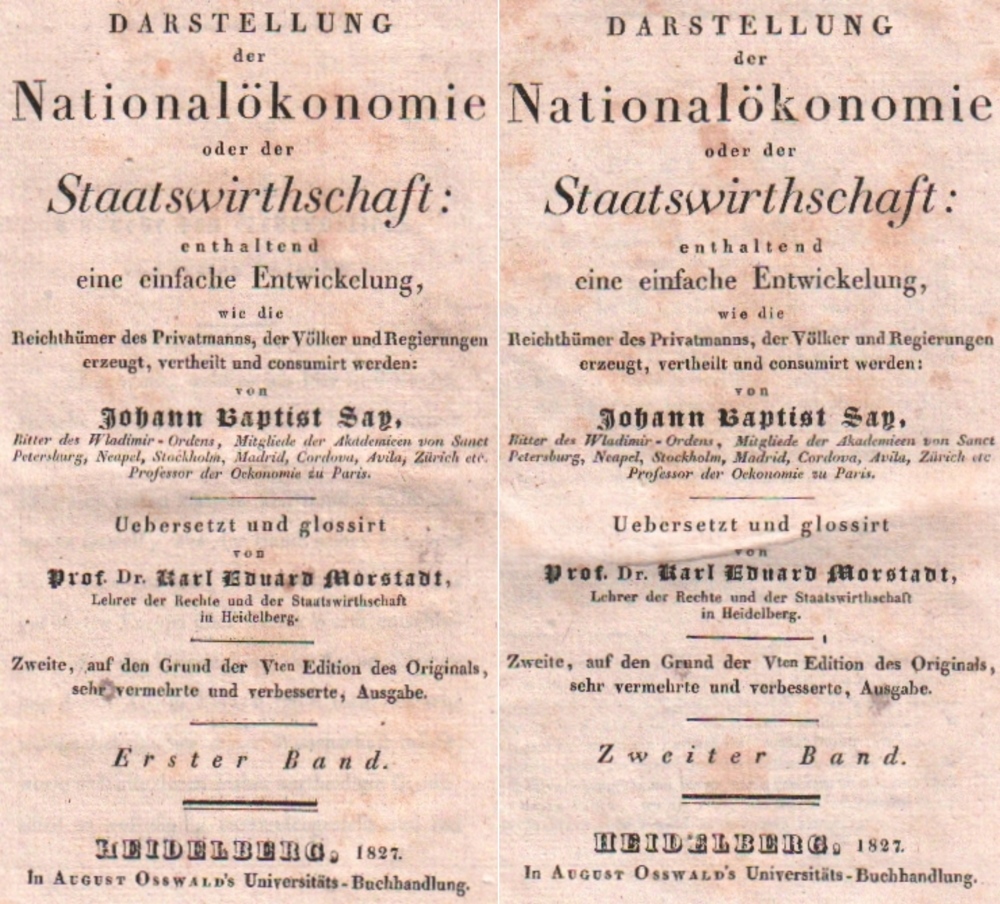 DARSTELLUNG
der
Nationalökonomie
oder der
Staatswirthschaft:
enthaltend
eine einfache Entwickelung,
wie die
Reichthümer des Privatmanns, der Völker und Regierungen
erzeugt, vertheilt und consumirt werden:
von
Johann Baptist Say,
Ritter des Wladimir-Ordens, Mitgliede der Akademieen von Sanct
Petersburg, Neapel, Stockholm, Madrid, Cordova, Avila, Zürich etc.
Professor der Oekonomie zu Paris.
Uebersetzt und glossirt
von
Prof. Dr. Karl Eduard Morstadt,
Lehrer der Rechte und der Staatswirthschaft
in Heidelberg.
Zweite, auf den Grund der Vten Edition des Originals,
sehr vermehrte und verbesserte, Ausgabe.
Erster Band.
HEIDELBERG, 1827.
In AUGUST OSSWALD'S Universitäts-Buchhandlung.
DARSTELLUNG
der
Nationalökonomie
oder der
Staatswirthschaft:
enthaltend
eine einfache Entwickelung,
wie die
Reichthümer des Privatmanns, der Völker und Regierungen
erzeugt, vertheilt und consumirt werden:
von
Johann Baptist Say,
Ritter des Wladimir-Ordens, Mitgliede der Akademieen von Sanct
Petersburg, Neapel, Stockholm, Madrid, Cordova, Avila, Zürich etc
Professor der Oekonomie zu Paris.
Uebersetzt und glossirt
von
Prof. Dr. Karl Eduard Morstadt,
Lehrer der Rechte und der Staatswirthschaft
in Heidelberg.
Zweite, auf den Grund der Vten Edition des Originals,
sehr vermehrte und verbesserte, Ausgabe.
Zweiter Band.
HEIDELBERG, 1827.
In AUGUST OSSWALD'S Universitäts-Buchhandlung.